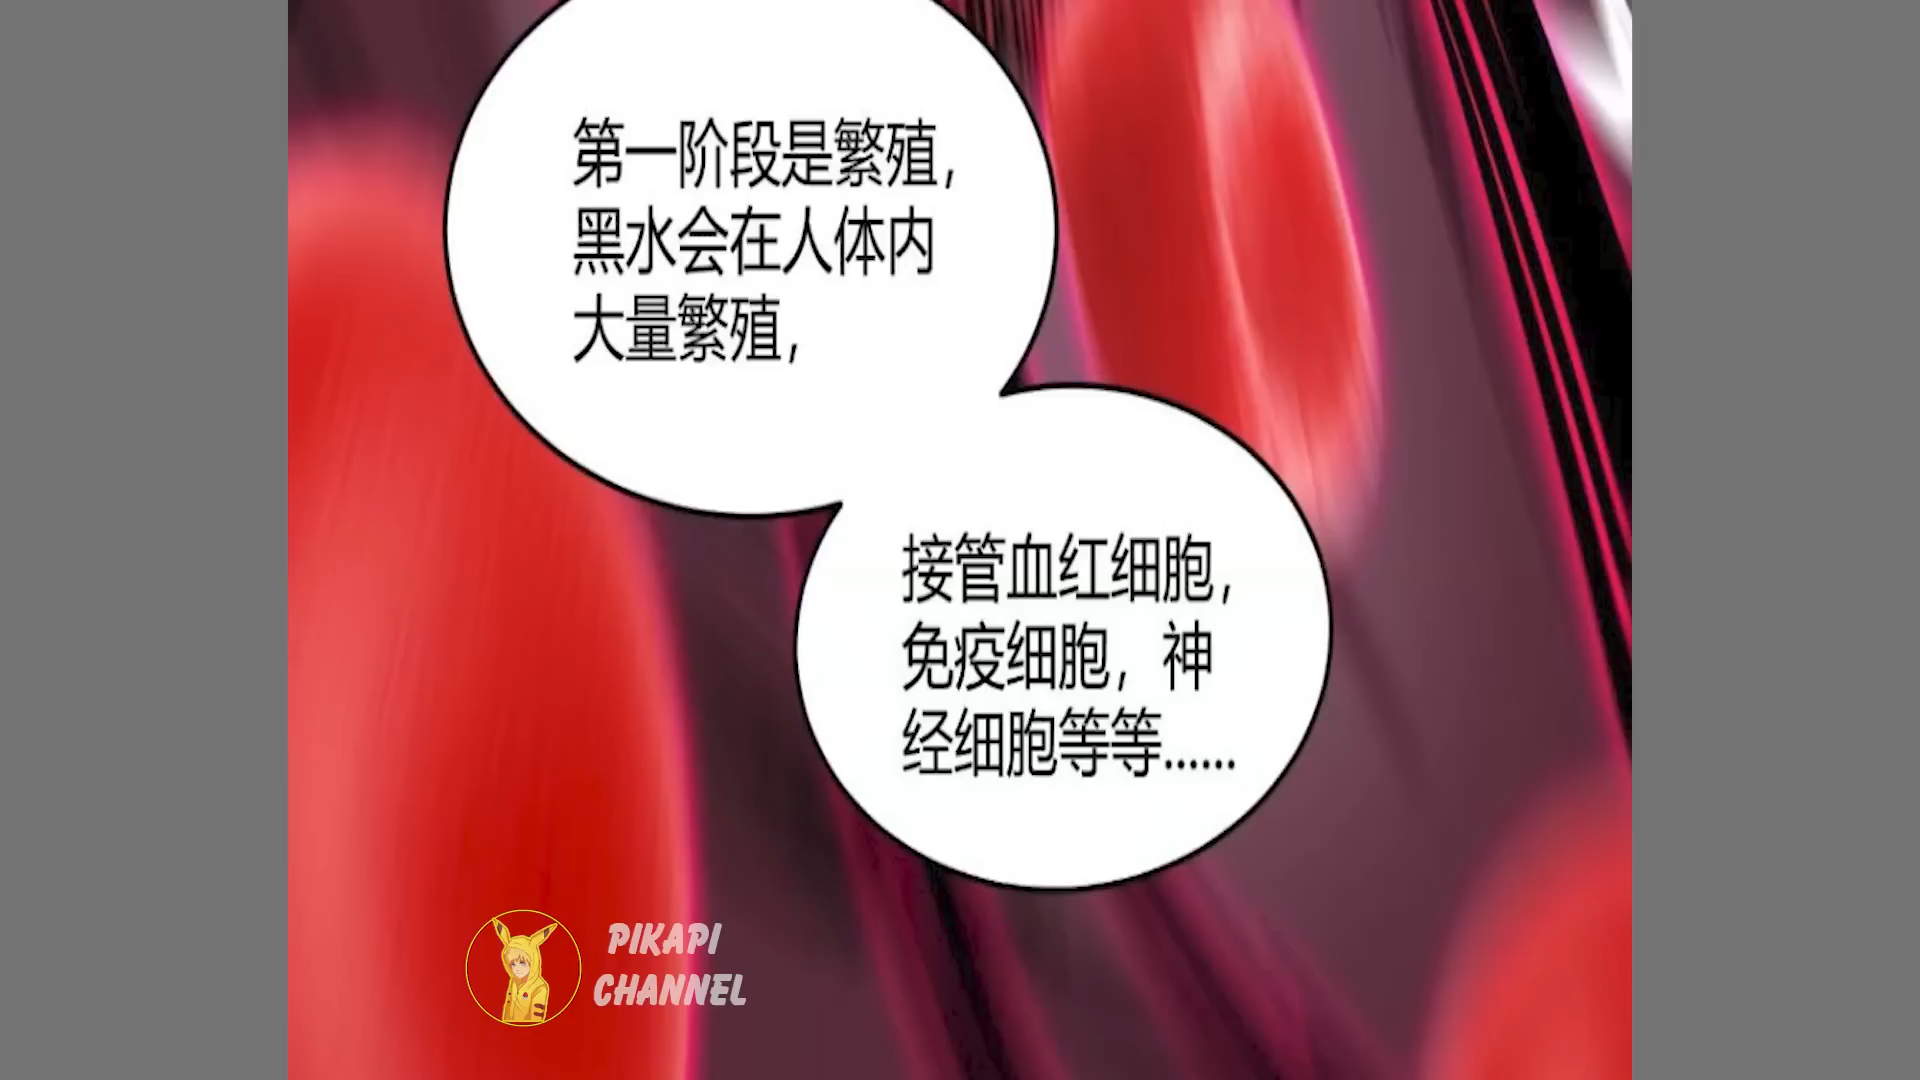 第一阶段是繁殖，
黑水会在人体内
大量繁殖，
接管血红细胞，
免疫细胞，神
经细胞等等……
PIKAPI
CHANNEL